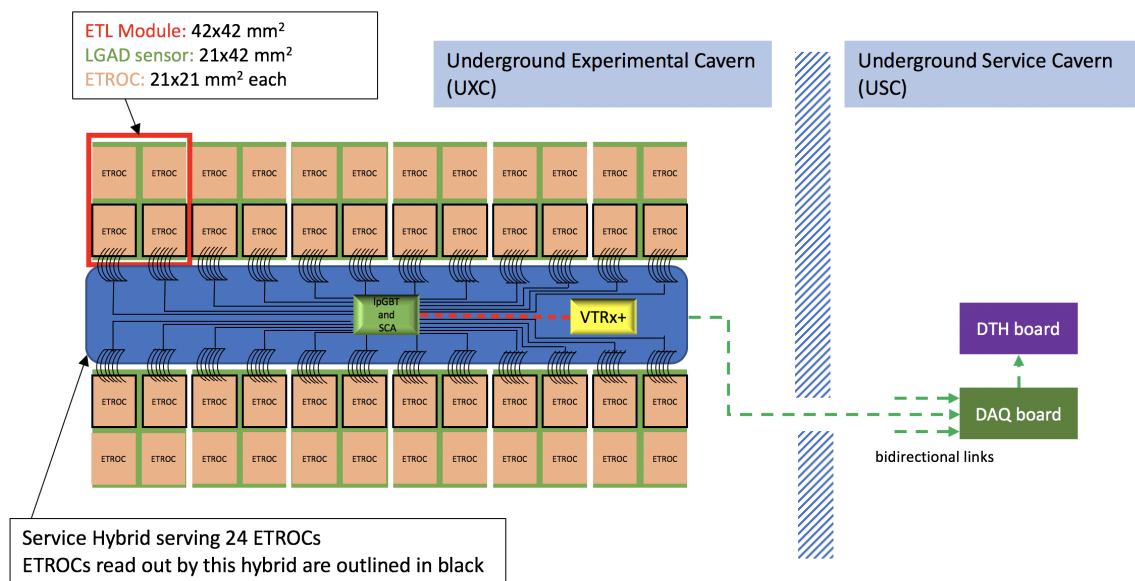 ETL Module: 42x42 mm²
LGAD sensor: 21x42 mm²
ETROC: 21x21 mm² each
Underground Experimental Cavern
(UXC)
Underground Service Cavern
(USC)
ETROC ETROC ETROC ETROC ETROC ETROC ETROC ETROC ETROC ETROC ETROC ETROC
ETROC ETROC ETROC ETROC ETROC ETROC ETROC ETROC ETROC ETROC ETROC ETROC
lpGBT
and
SCA
VTRx+
DTH board
ETROC ETROC ETROC ETROC ETROC ETROC ETROC ETROC ETROC ETROC ETROC ETROC
DAQ board
ETROC ETROC ETROC ETROC ETROC ETROC ETROC ETROC ETROC ETROC ETROC ETROC
bidirectional links
Service Hybrid serving 24 ETROCs
ETROCs read out by this hybrid are outlined in black